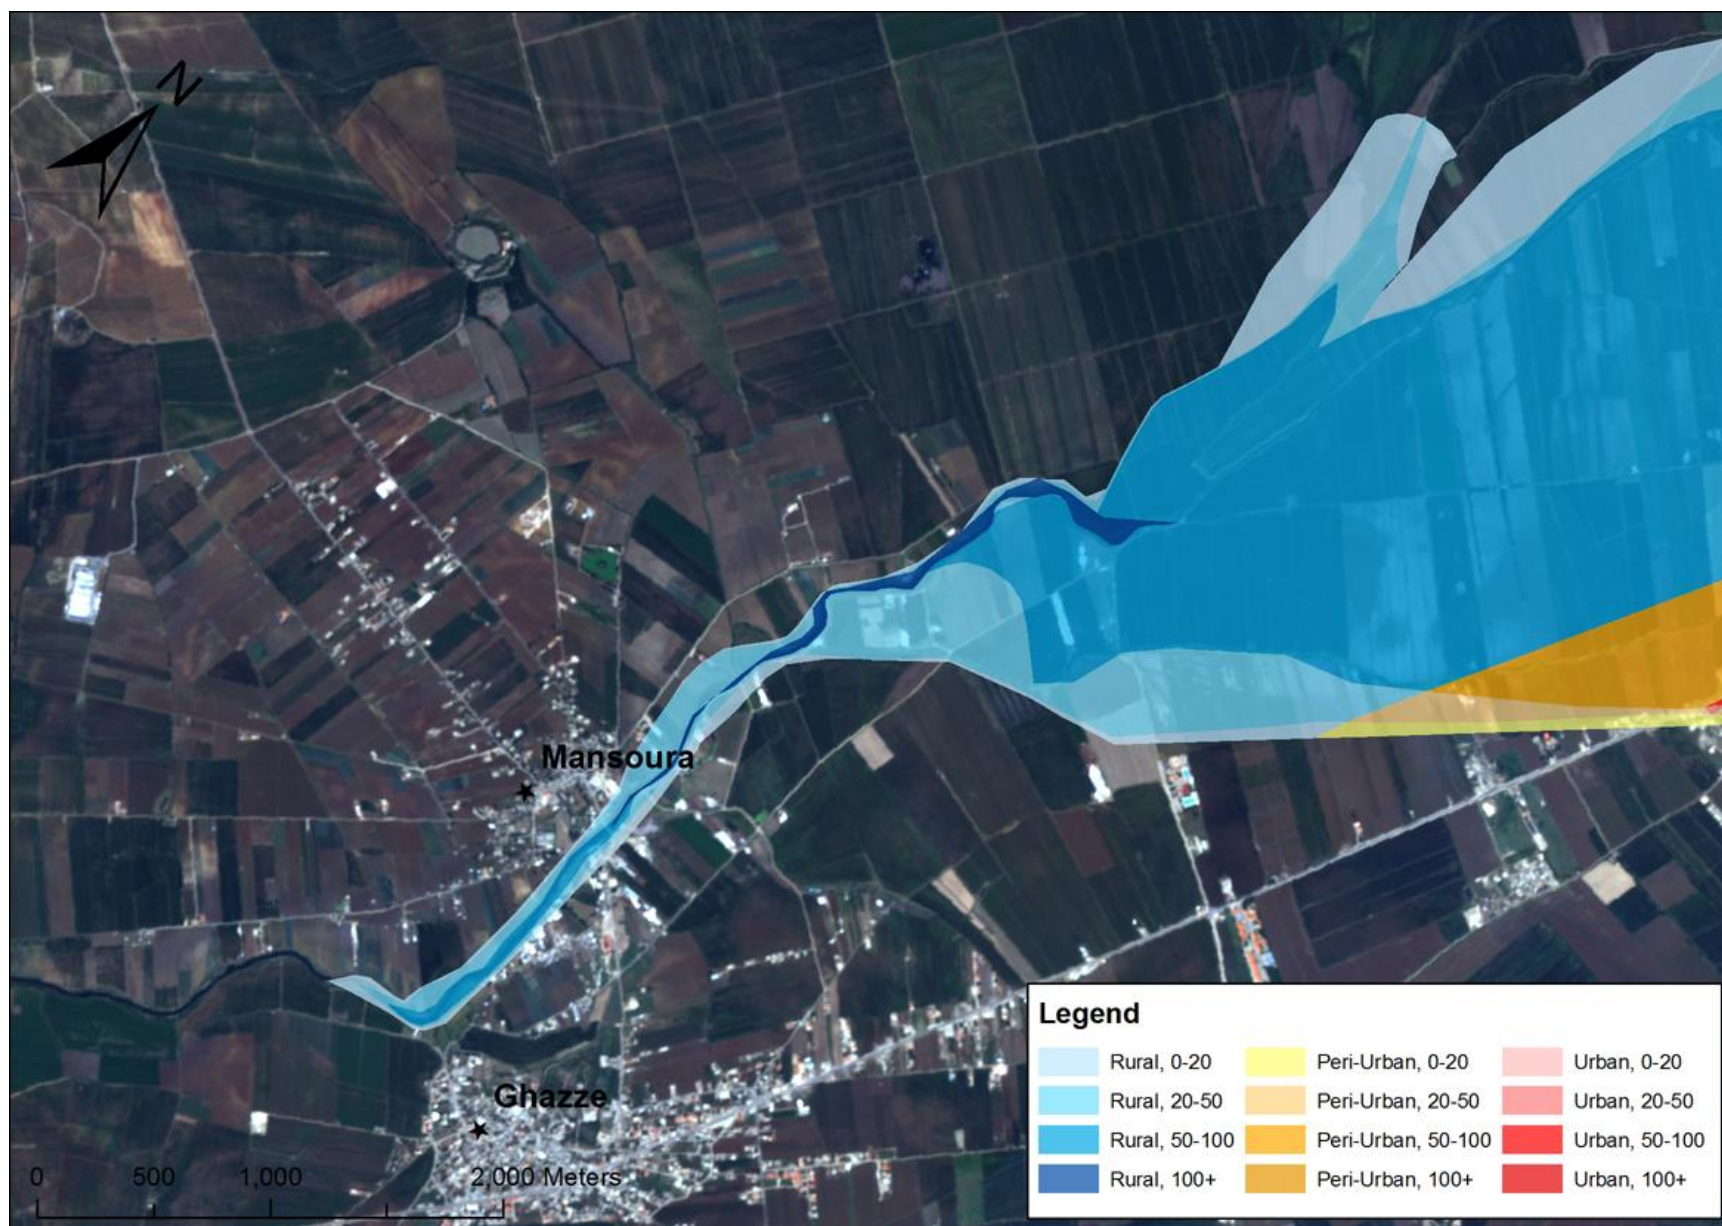 N
Mansoura
Ghazze
0 500 1,000 2,000 Meters
Legend
Rural, 0-20 Peri-Urban, 0-20 Urban, 0-20
Rural, 20-50 Peri-Urban, 20-50 Urban, 20-50
Rural, 50-100 Peri-Urban, 50-100 Urban, 50-100
Rural, 100+ Peri-Urban, 100+ Urban, 100+